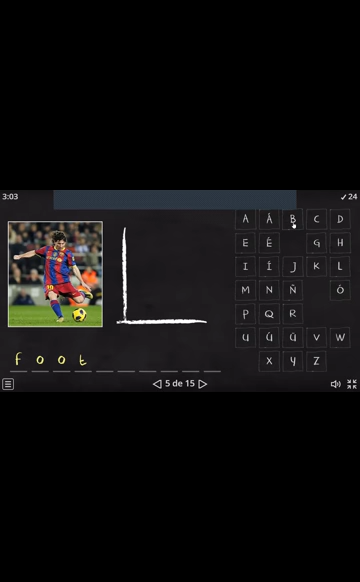 3:03
✓ 24
A Á B C D
E É G H
I Í J K L
M N Ñ Ó
P Q R
U Ú Ü V W
X Y Z
f o o t _ _ _ _ _ _
5 de 15